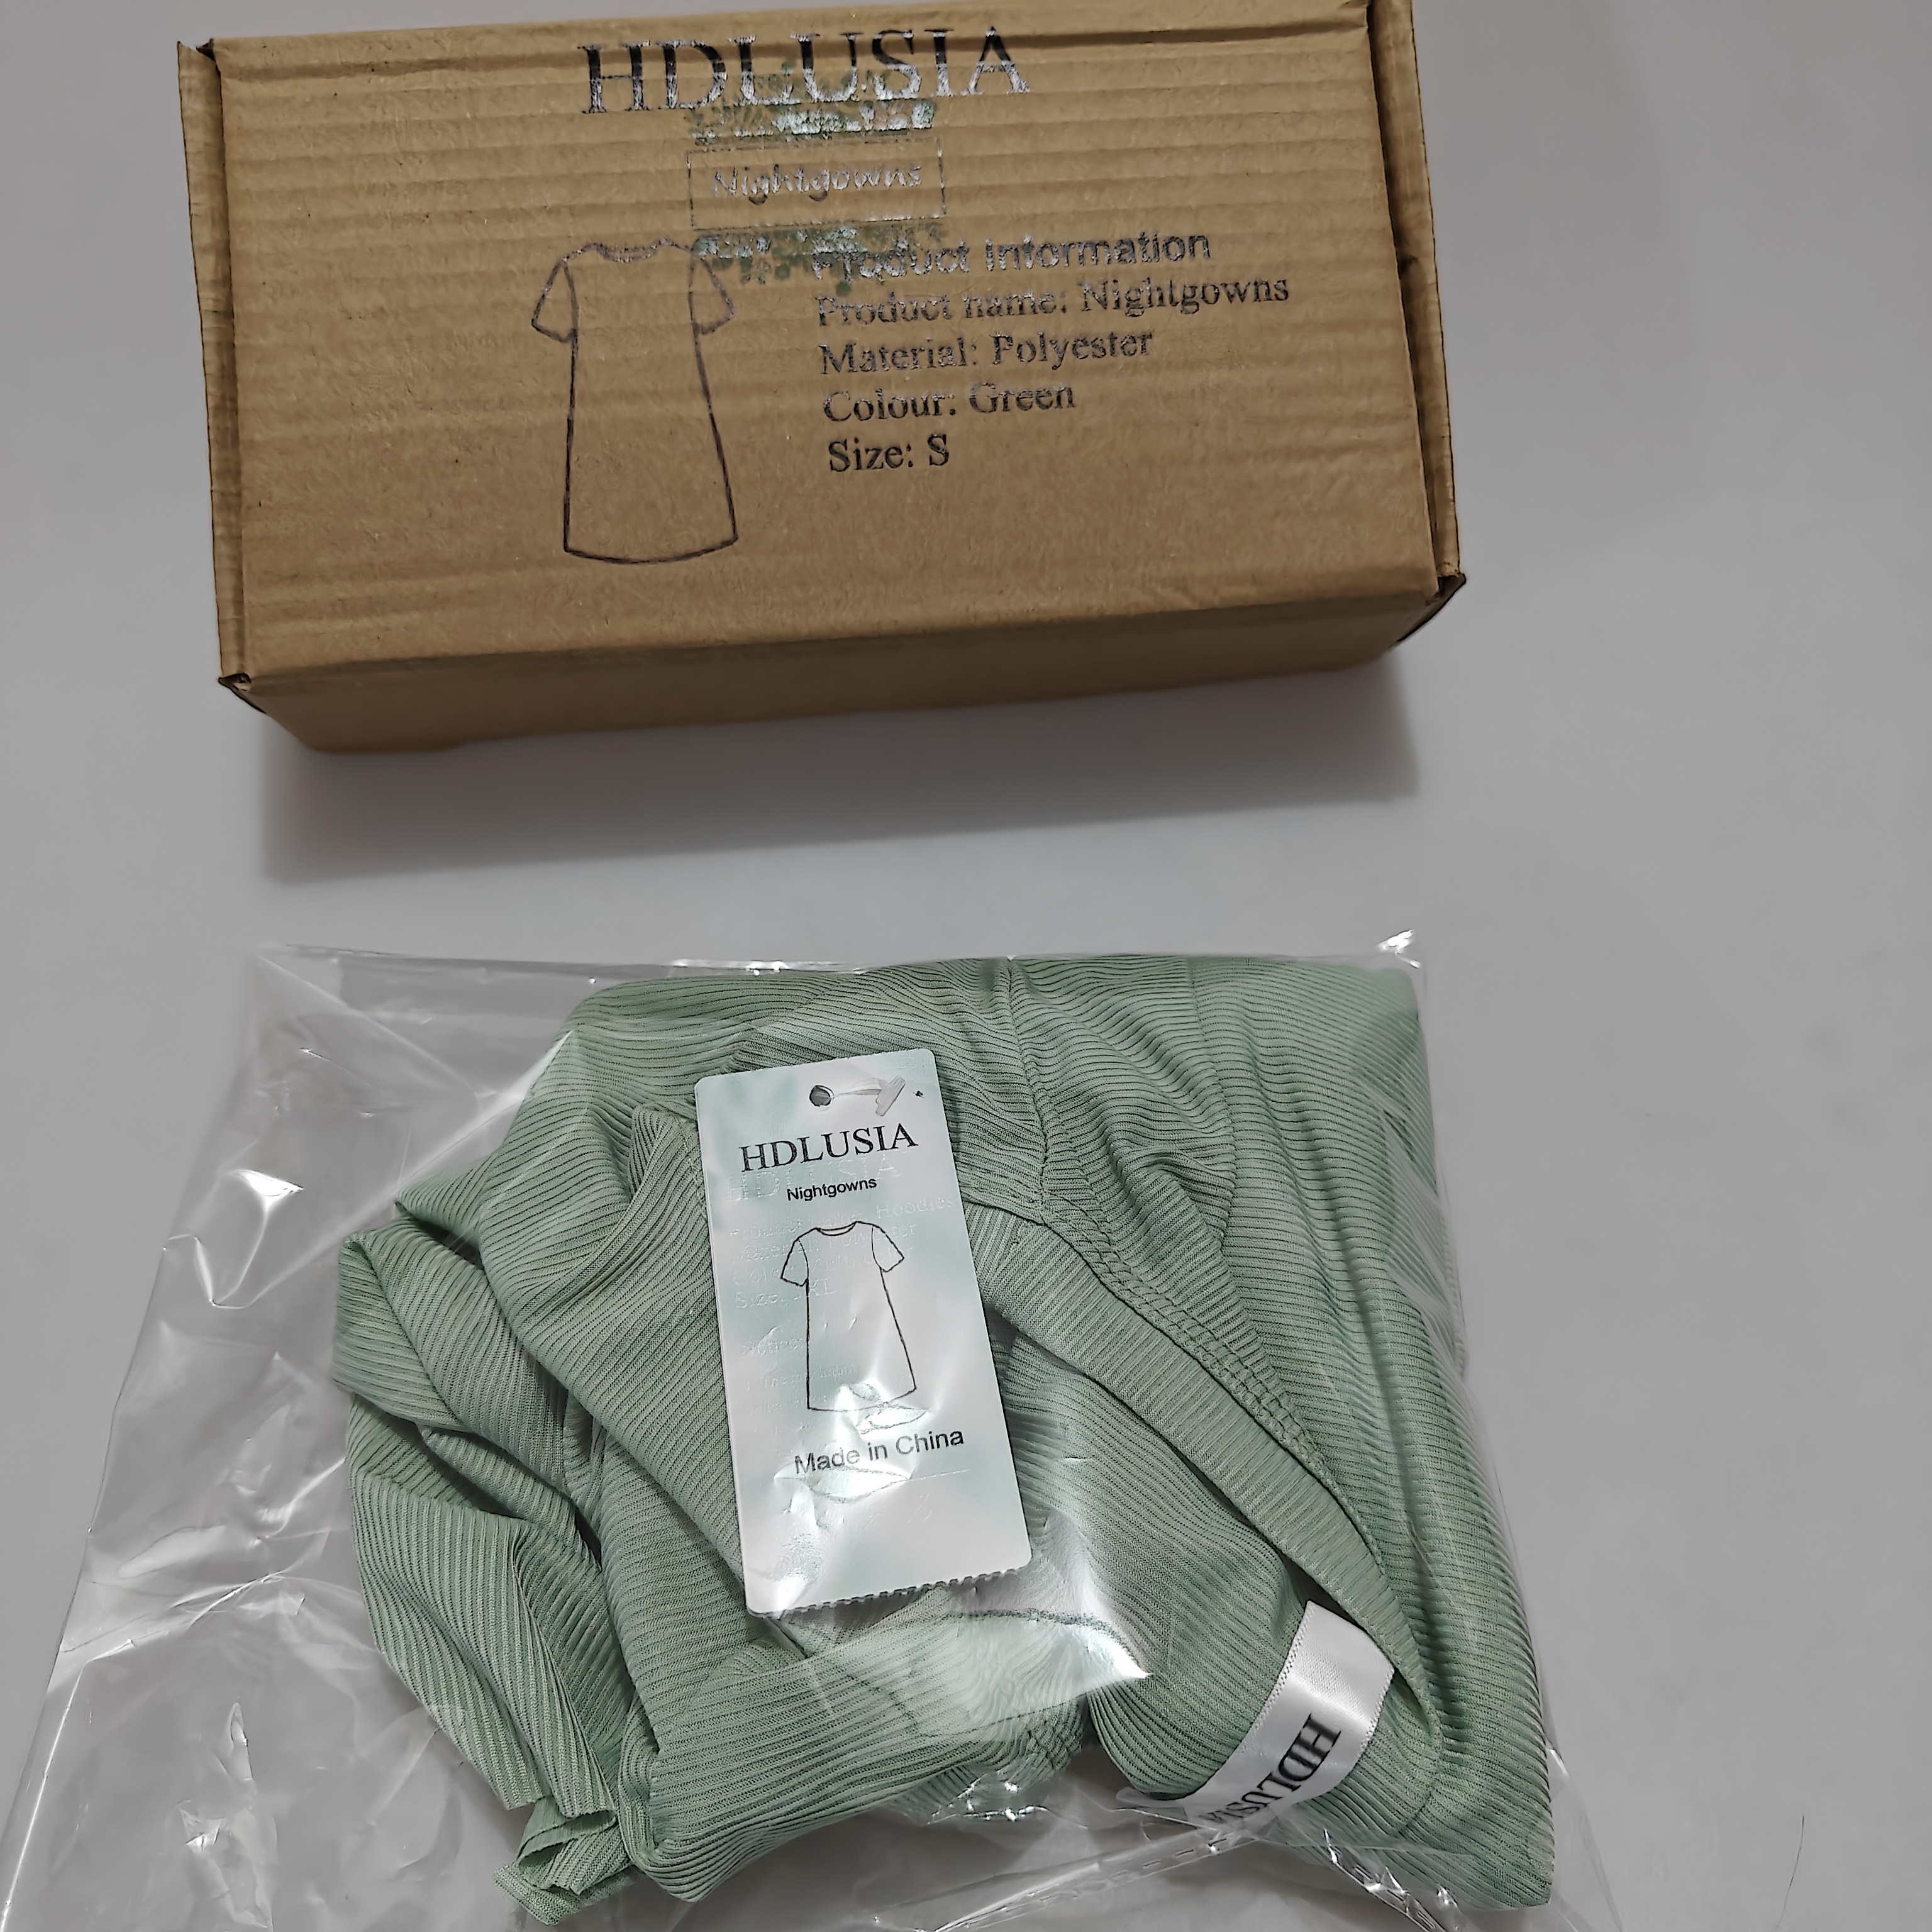 HDLUSIA
Nightgowns
Product Information
Product name: Nightgowns
Material: Polyester
Colour: Green
Size: S
HDLUSIA
Nightgowns
Made in China
HDLUSIA